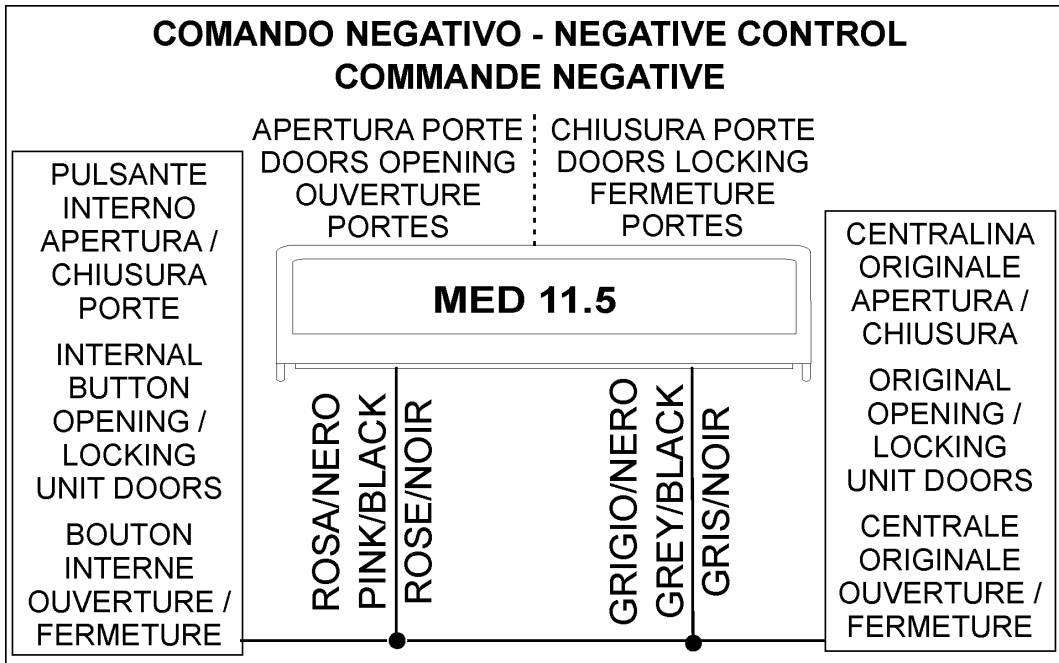 COMANDO NEGATIVO - NEGATIVE CONTROL
COMMANDE NEGATIVE
APERTURA PORTE
DOORS OPENING
OUVERTURE
PORTES
CHIUSURA PORTE
DOORS LOCKING
FERMETURE
PORTES
PULSANTE
INTERNO
APERTURA /
CHIUSURA
PORTE
INTERNAL
BUTTON
OPENING /
LOCKING
UNIT DOORS
BOUTON
INTERNE
OUVERTURE /
FERMETURE
MED 11.5
ROSA/NERO
PINK/BLACK
ROSE/NOIR
GRIGIO/NERO
GREY/BLACK
GRIS/NOIR
CENTRALINA
ORIGINALE
APERTURA /
CHIUSURA
ORIGINAL
OPENING /
LOCKING
UNIT DOORS
CENTRALE
ORIGINALE
OUVERTURE /
FERMETURE